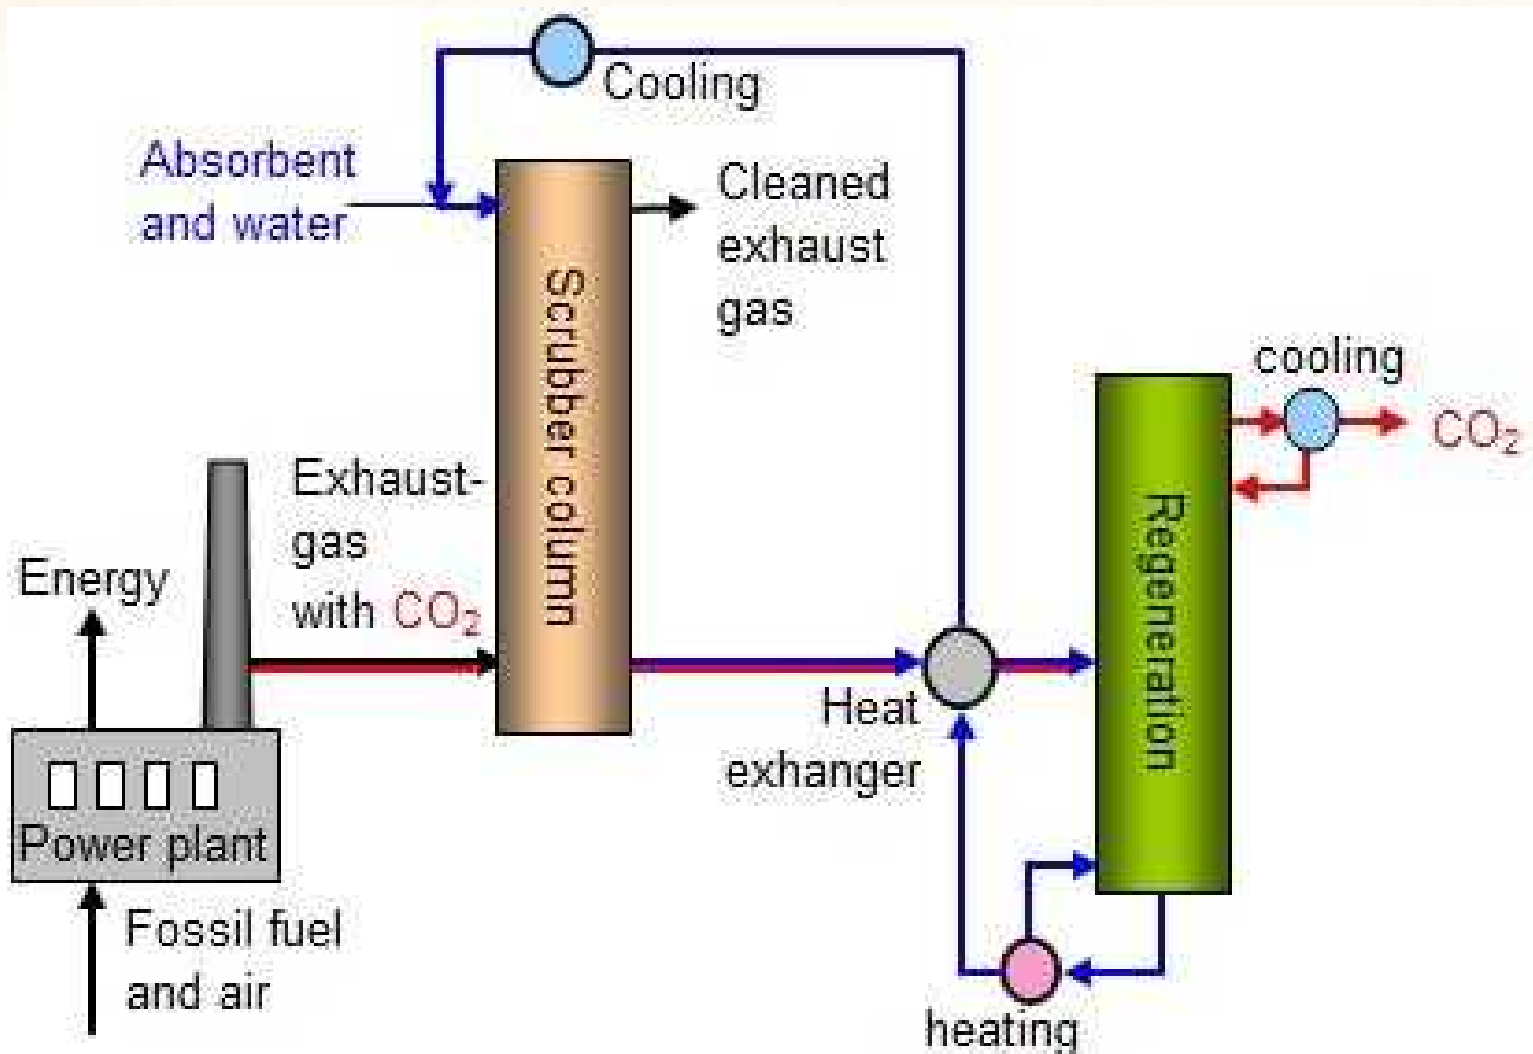 Cooling
Absorbent
and water
Cleaned
exhaust
gas
Scrubber column
cooling
CO₂
Exhaust-
gas
with CO₂
Energy
Regeneration
Heat
exhanger
Power plant
Fossil fuel
and air
heating